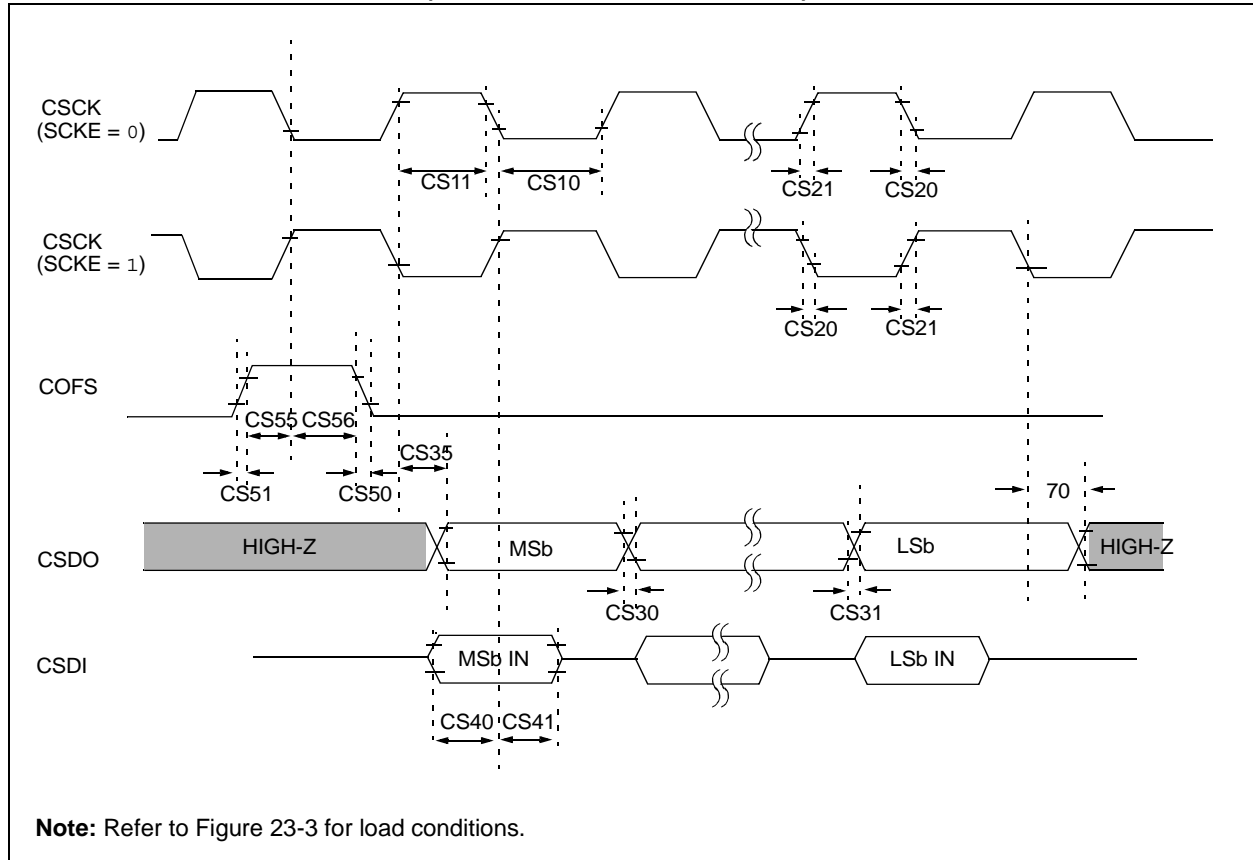 CSCK
(SCKE = 0)
CS11
CS10
CS21
CS20
CSCK
(SCKE = 1)
CS20
CS21
COFS
CS55
CS56
CS35
CS51
CS50
70
CSDO
HIGH-Z
MSb
LSb
HIGH-Z
CS30
CS31
CSDI
MSb IN
LSb IN
CS40
CS41
Note: Refer to Figure 23-3 for load conditions.